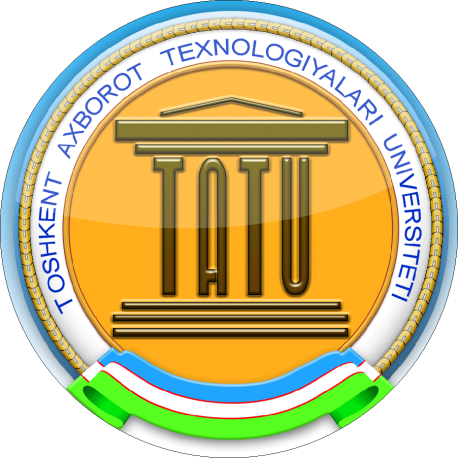 TOSHKENT AXBOROT TEXNOLOGIYALARI UNIVERSITETI
TATU